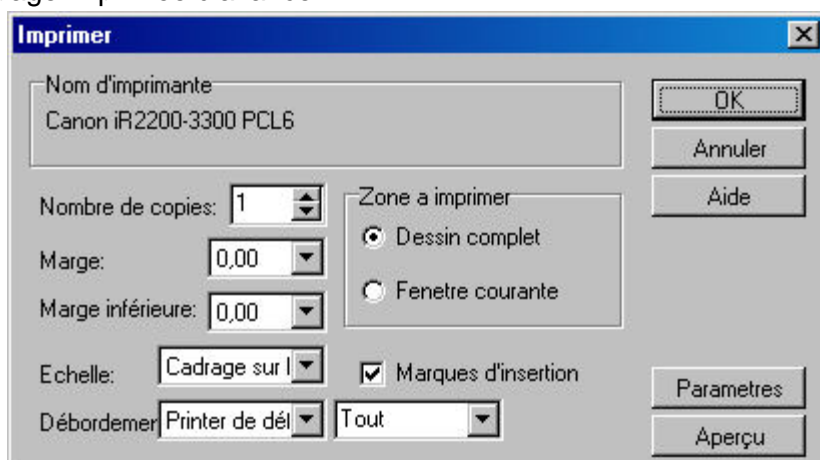 Imprimer
Nom d'imprimante
Canon iR2200-3300 PCL6
OK
Annuler
Aide
Nombre de copies: 1
Zone a imprimer
Dessin complet
Fenetre courante
Marge: 0,00
Marge inférieure: 0,00
Echelle: Cadrage sur l
Marques d'insertion
Débordemer Printer de dél Tout
Parametres
Aperçu